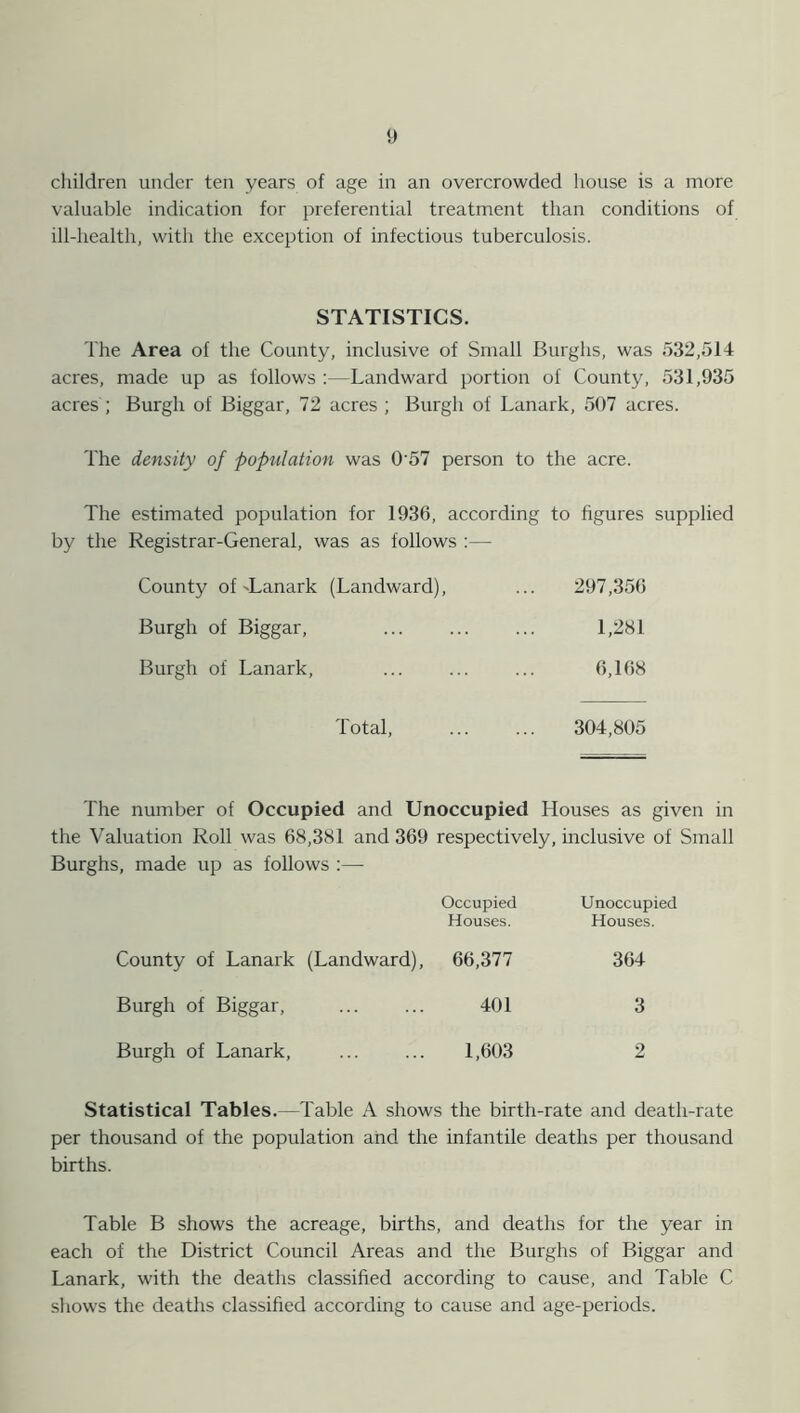 9
children under ten years of age in an overcrowded house is a more
valuable indication for preferential treatment than conditions of
ill-health, with the exception of infectious tuberculosis.
STATISTICS.
The Area of the County, inclusive of Small Burghs, was 532,514
acres, made up as follows :—Landward portion of County, 531,935
acres ; Burgh of Biggar, 72 acres ; Burgh of Lanark, 507 acres.
The density of population was 0·57 person to the acre.
The estimated population for 1936, according to figures supplied
by the Registrar-General, was as follows :—
County of Lanark (Landward), ... 297,356
Burgh of Biggar, ... ... ... 1,281
Burgh of Lanark, ... ... ... 6,168
Total, ... ... 304,805
The number of Occupied and Unoccupied Houses as given in
the Valuation Roll was 68,381 and 369 respectively, inclusive of Small
Burghs, made up as follows :—
Occupied Unoccupied
Houses. Houses.
County of Lanark (Landward), 66,377 364
Burgh of Biggar, ... ... 401 3
Burgh of Lanark, ... ... 1,603 2
Statistical Tables.—Table A shows the birth-rate and death-rate
per thousand of the population and the infantile deaths per thousand
births.
Table B shows the acreage, births, and deaths for the year in
each of the District Council Areas and the Burghs of Biggar and
Lanark, with the deaths classified according to cause, and Table C
shows the deaths classified according to cause and age-periods.